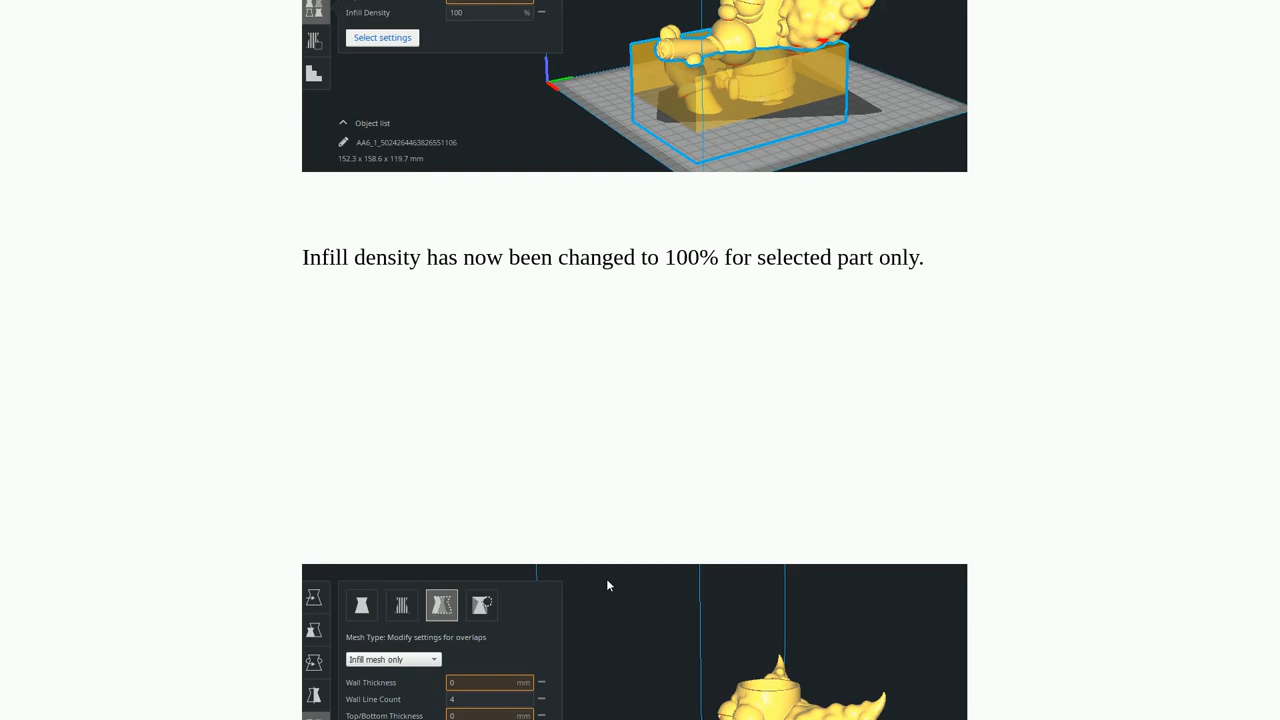 Infill Density 100 %
Select settings
Object list
AA6_1_5024264463826551106
152.3 x 158.6 x 119.7 mm
Infill density has now been changed to 100% for selected part only.
Mesh Type: Modify settings for overlaps
Infill mesh only
Wall Thickness 0 mm
Wall Line Count 4
Top/Bottom Thickness 0 mm